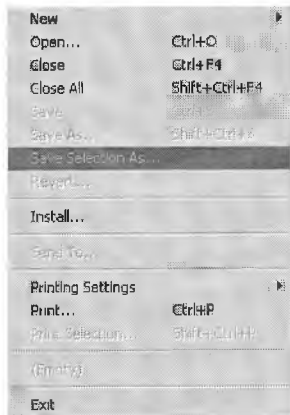 New
Open... Ctrl+O
Close Ctrl+F4
Close All Shift+Ctrl+F4
Save
Save As...
Save Selection As...
Revert...
Install...
Send To...
Printing Settings
Print... Ctrl+P
Print Selection...
(Empty)
Exit